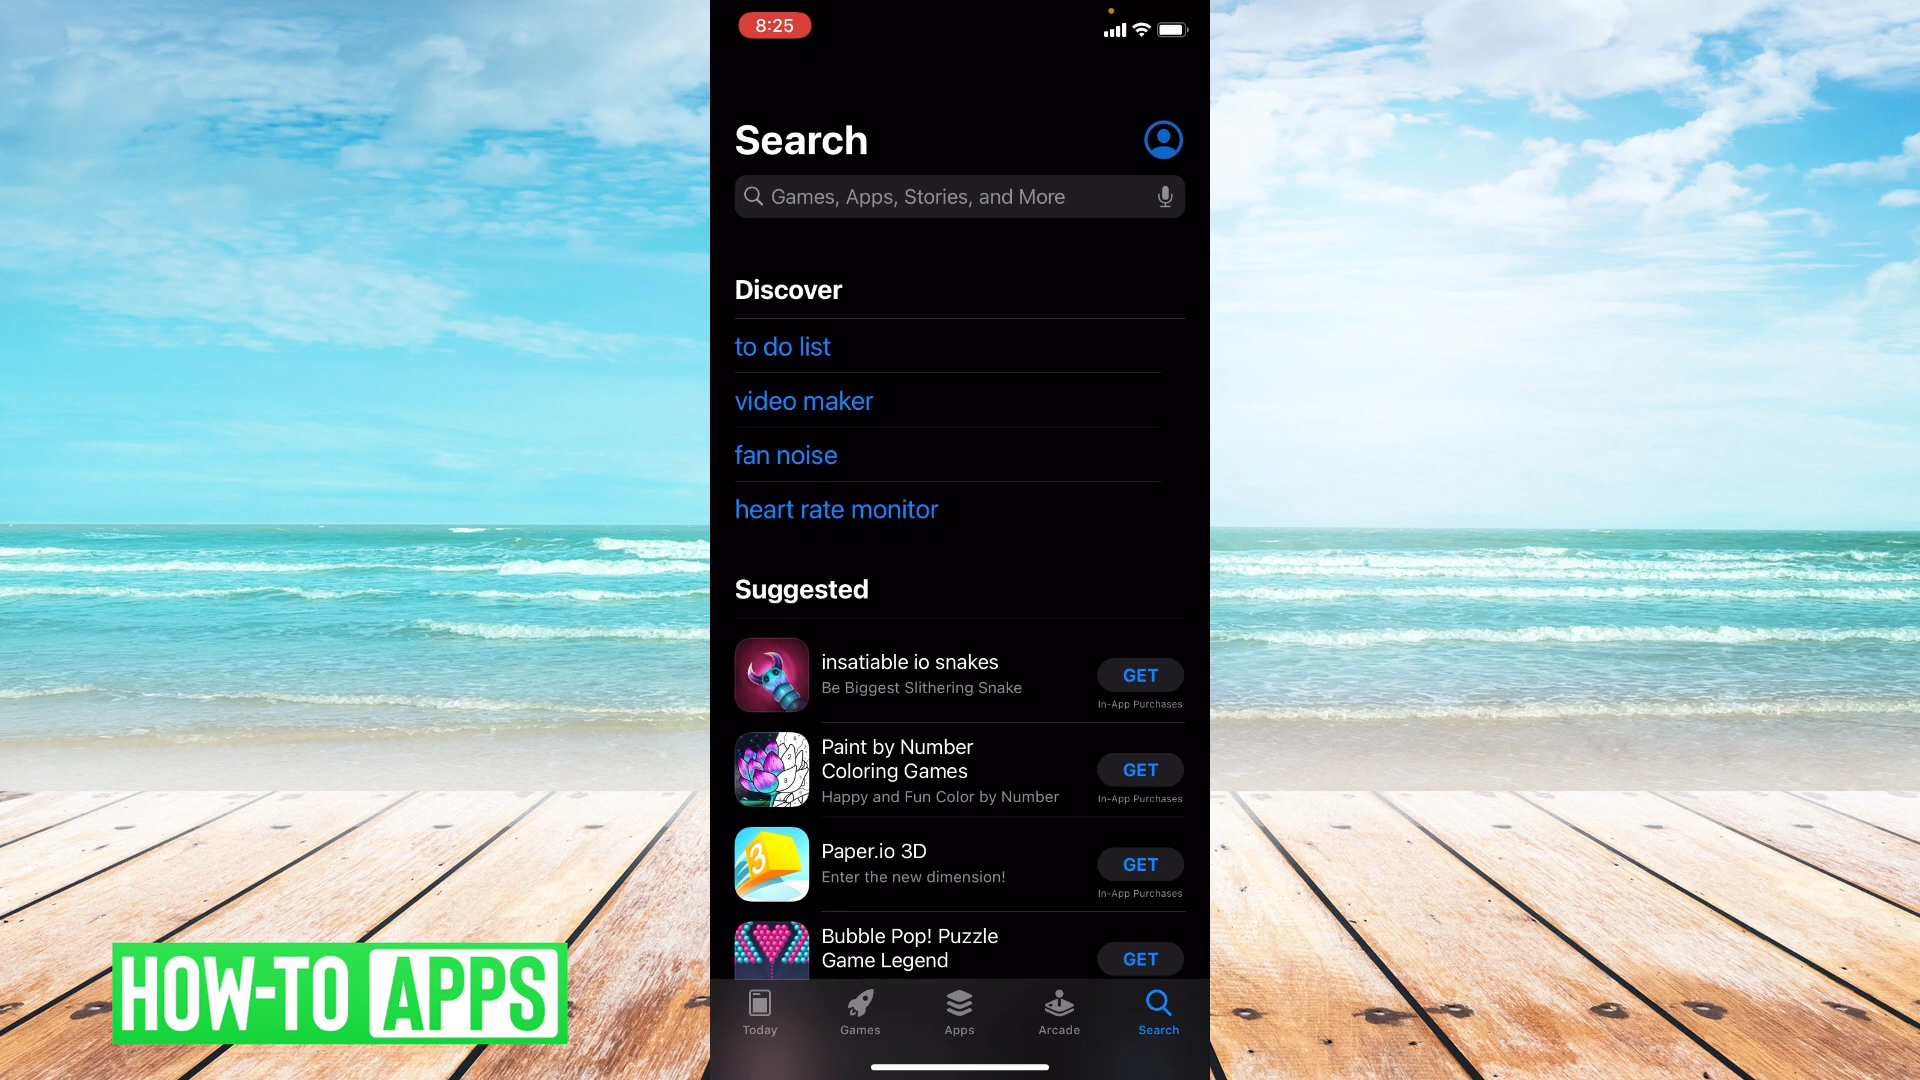 8:25
Search
Games, Apps, Stories, and More
Discover
to do list
video maker
fan noise
heart rate monitor
Suggested
insatiable io snakes
Be Biggest Slithering Snake
GET
In-App Purchases
Paint by Number
Coloring Games
Happy and Fun Color by Number
GET
In-App Purchases
3
Paper.io 3D
Enter the new dimension!
GET
In-App Purchases
Bubble Pop! Puzzle
Game Legend
GET
Today
Games
Apps
Arcade
Search
HOW-TO APPS